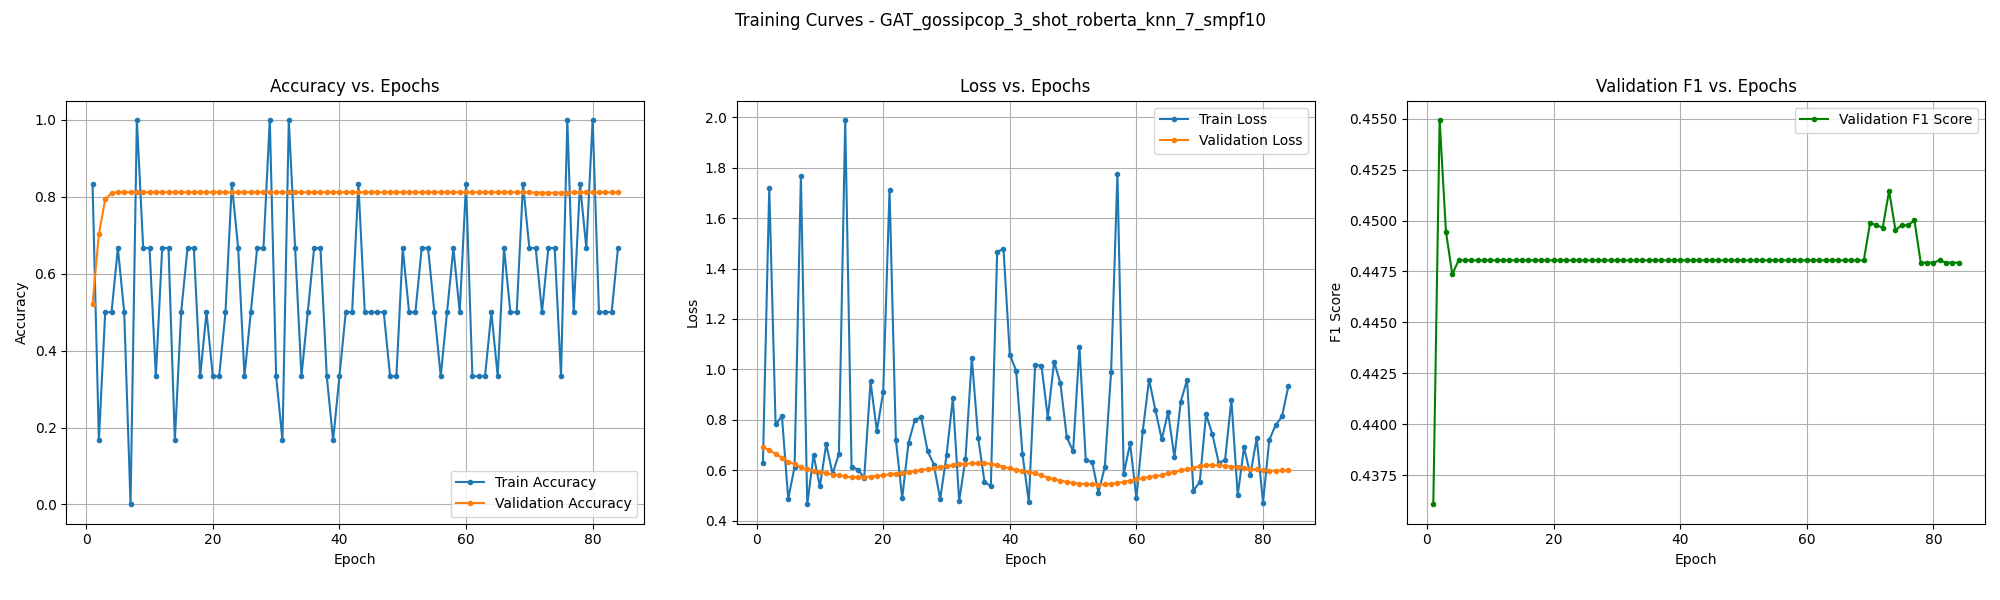 Training Curves - GAT_gossipcop_3_shot_roberta_knn_7_smpf10
Accuracy vs. Epochs
1.0
0.8
0.6
0.4
0.2
0.0
Accuracy
0
20
40
60
80
Epoch
Train Accuracy
Validation Accuracy
Loss vs. Epochs
2.0
1.8
1.6
1.4
1.2
1.0
0.8
0.6
0.4
Loss
0
20
40
60
80
Epoch
Train Loss
Validation Loss
Validation F1 vs. Epochs
0.4550
0.4525
0.4500
0.4475
0.4450
0.4425
0.4400
0.4375
F1 Score
0
20
40
60
80
Epoch
Validation F1 Score